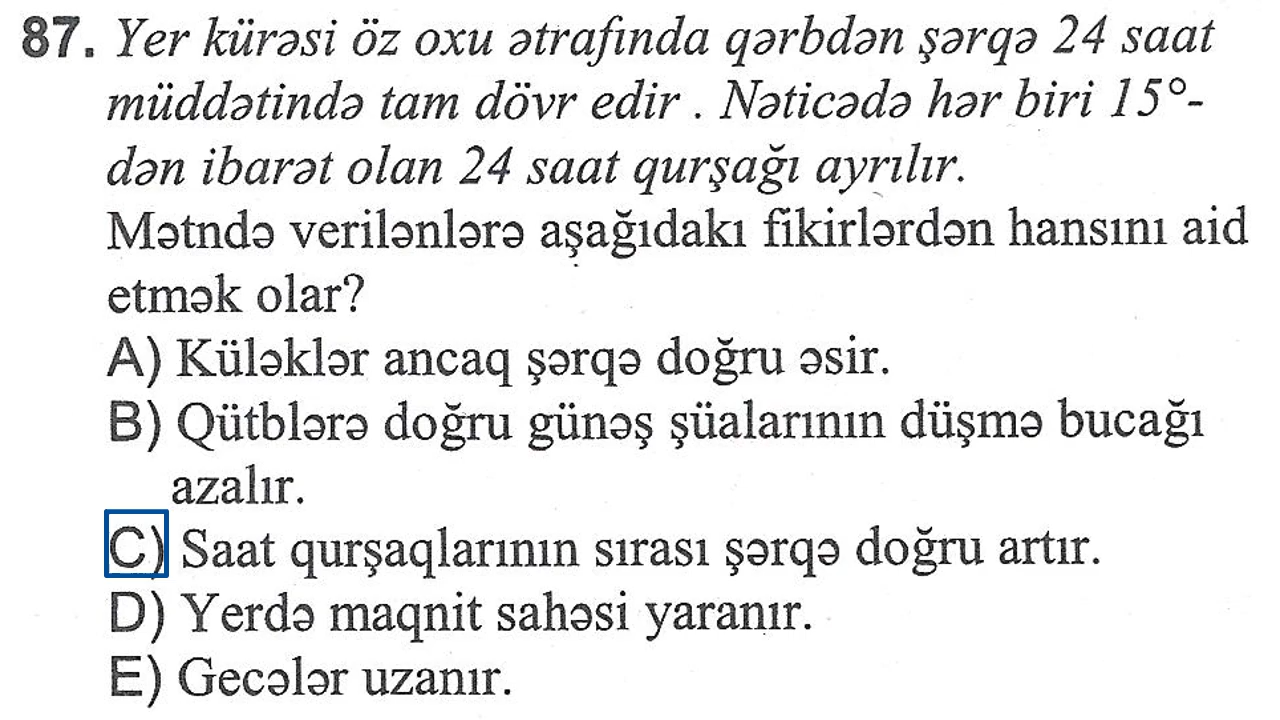 87. Yer kürəsi öz oxu ətrafında qərbdən şərqə 24 saat
müddətində tam dövr edir . Nəticədə hər biri 15°-
dən ibarət olan 24 saat qurşağı ayrılır.
Mətndə verilənlərə aşağıdakı fikirlərdən hansını aid
etmək olar?
A) Küləklər ancaq şərqə doğru əsir.
B) Qütblərə doğru günəş şüalarının düşmə bucağı
azalır.
C) Saat qurşaqlarının sırası şərqə doğru artır.
D) Yerdə maqnit sahəsi yaranır.
E) Gecələr uzanır.